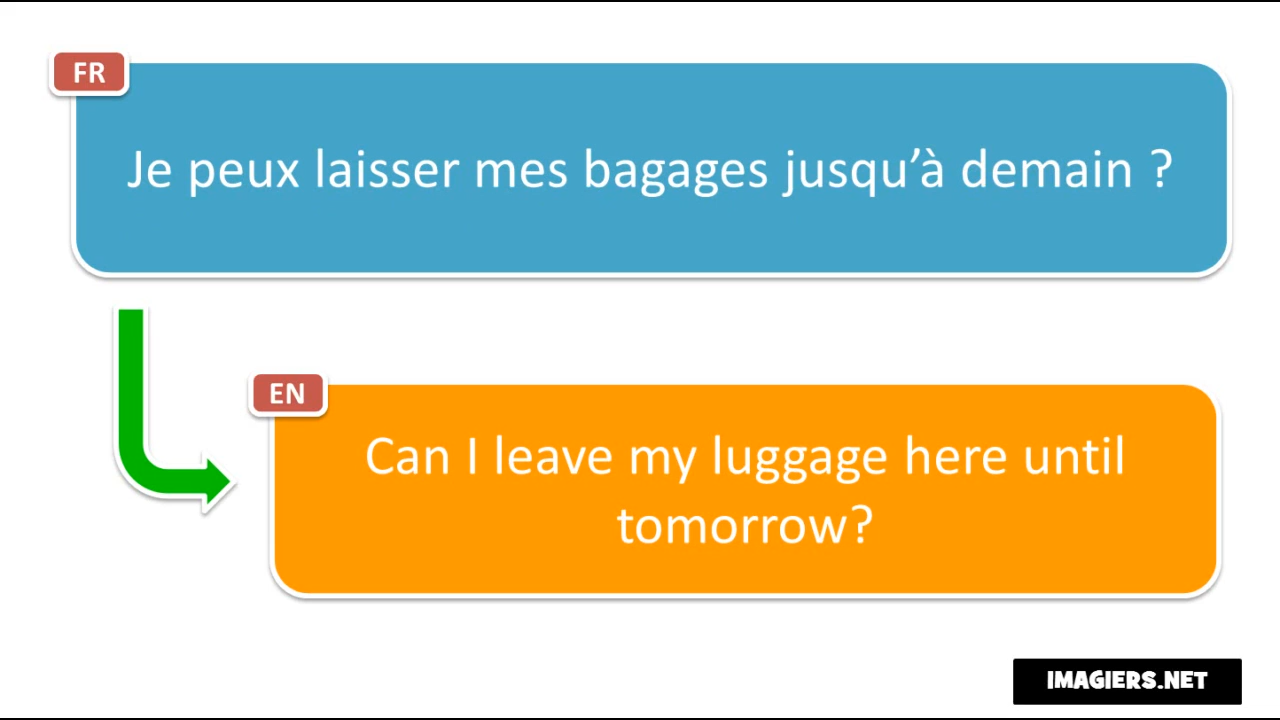 FR
Je peux laisser mes bagages jusqu’à demain ?
EN
Can I leave my luggage here until
tomorrow?
IMAGIERS.NET